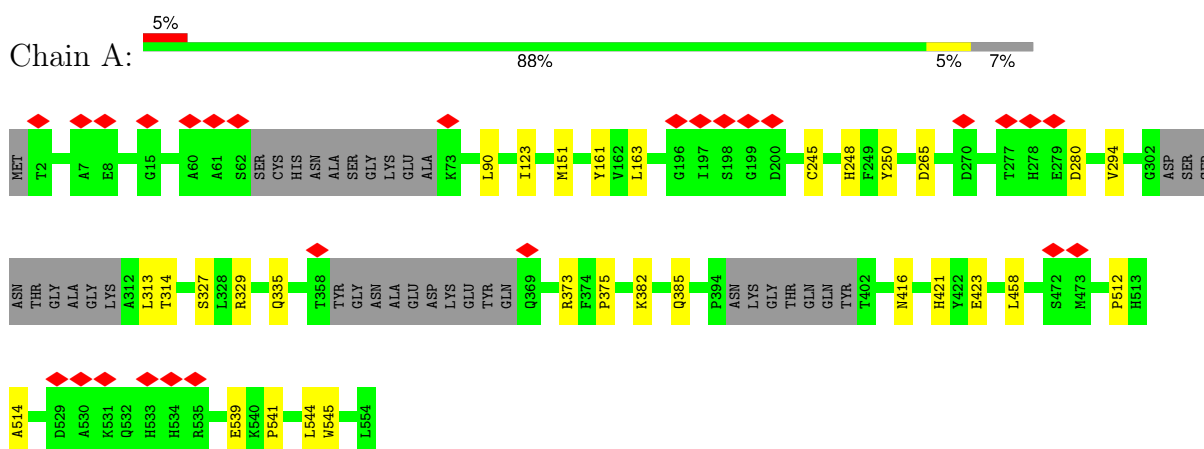 5%
Chain A:
88% 5% 7%
MET T2 A7 E8 G15 A60 A61 S62 SER CYS HIS ASN ALA SER GLY LYS GLU ALA K73 L90 I123 M151 Y161 V162 L163 G196 I197 S198 G199 D200 C245 H248 F249 Y250 D265 D270 T277 H278 E279 D280 V294 G302 ASP SER
ASN THR GLY ALA GLY LYS A312 L313 T314 S327 L328 R329 Q335 T358 TYR GLY ASN ALA GLU ASP LYS GLU TYR GLN Q369 R373 F374 P375 K382 Q385 P394 ASN LYS GLY THR GLN GLN TYR T402 N416 H421 Y422 E423 L458 S472 M473 P512 H513
A514 D529 A530 K531 Q532 H533 H534 R535 E539 K540 P541 L544 W545 L554